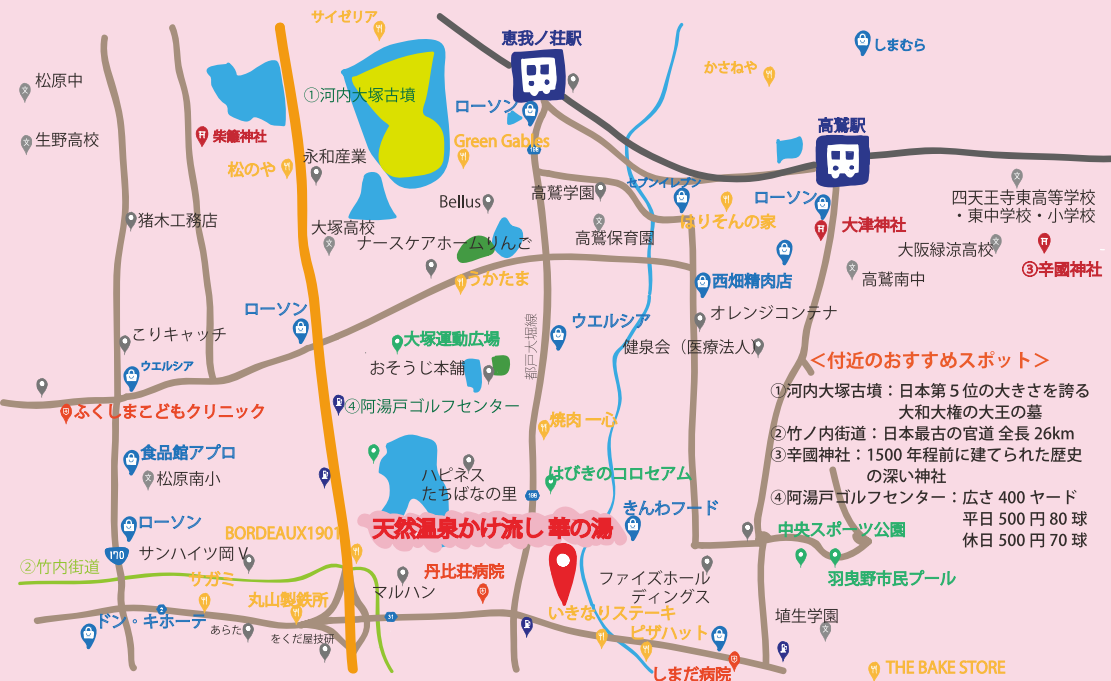 サイゼリア
恵我ノ荘駅
しまむら
松原中
①河内大塚古墳
かさねや
ローソン
生野高校
柴籬神社
Green Gables
高鷲駅
永和産業
松のや
セブンイレブン
高鷲学園
ローソン
四天王寺東高等学校
・東中学校・小学校
Bellus
はりそんの家
猪木工務店
大塚高校
高鷲保育園
大津神社
ナースケアホームりんご
大阪緑涼高校
③辛國神社
うかたま
西畑精肉店
高鷲南中
ローソン
オレンジコンテナ
ウエルシア
こりキャッチ
大塚運動広場
都戸大堀線
健泉会（医療法人）
ウエルシア
おそうじ本舗
＜付近のおすすめスポット＞
①河内大塚古墳：日本第５位の大きさを誇る
大和大権の大王の墓
②竹ノ内街道：日本最古の官道 全長 26km
③辛國神社：1500 年程前に建てられた歴史
の深い神社
④阿湯戸ゴルフセンター：広さ 400 ヤード
平日 500 円 80 球
休日 500 円 70 球
ふくしまこどもクリニック
④阿湯戸ゴルフセンター
焼肉 一心
食品館アプロ
松原南小
ハピネス
たちばなの里
はびきのコロセアム
196
196
きんわフード
ローソン
BORDEAUX1901
天然温泉かけ流し 華の湯
中央スポーツ公園
170
サンハイツ岡 V
②竹内街道
サガミ
丹比荘病院
マルハン
ファイズホール
ディングス
羽曳野市民プール
丸山製鉄所
31
いきなりステーキ
ドン・キホーテ
あらた
をくだ屋技研
ピザハット
埴生学園
しまだ病院
THE BAKE STORE